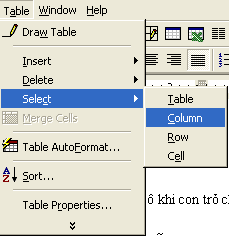 Table Window Help
Draw Table
Insert
Delete
Select
Merge Cells
Table AutoFormat...
Sort...
Table Properties...
Table
Column
Row
Cell
khi con trỏ